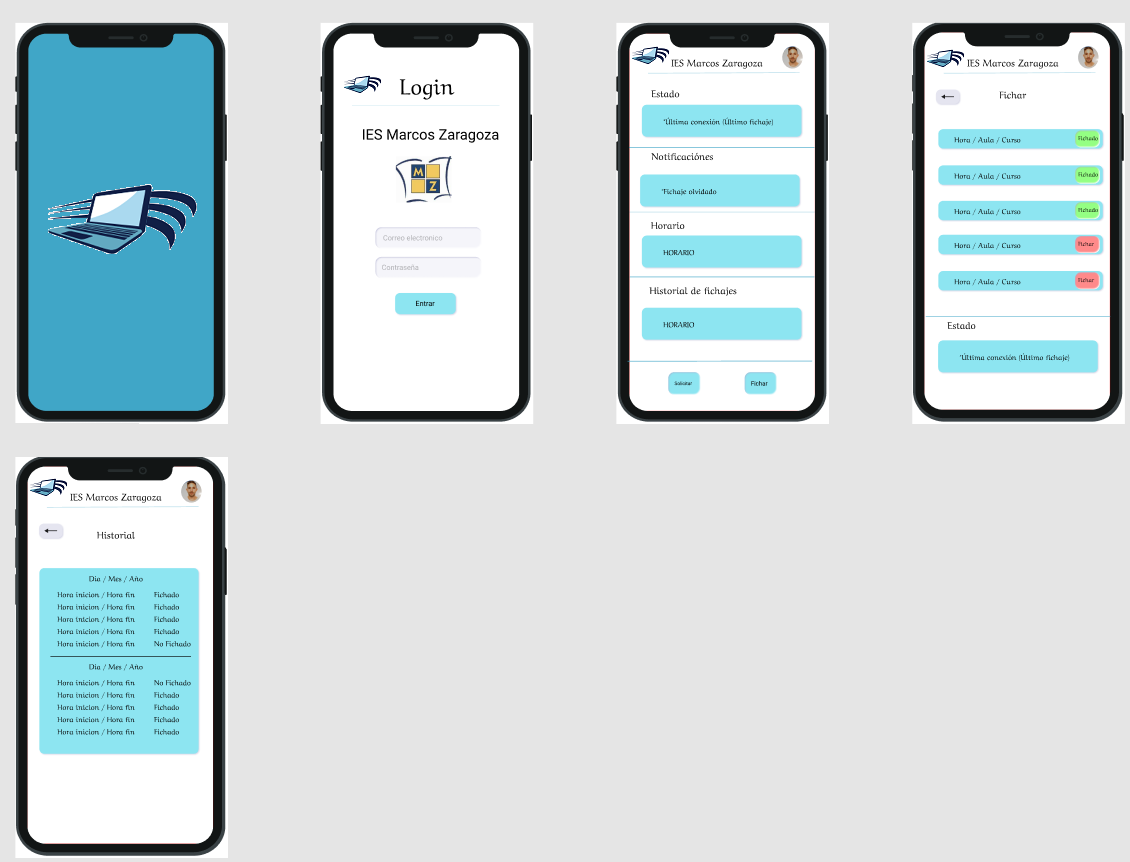 Login
IES Marcos Zaragoza
M
Z
Correo electronico
Contraseña
Entrar
IES Marcos Zaragoza
Estado
'Última conexión (Último fichaje)
Notificaciónes
'Fichaje olvidado
Horario
HORARIO
Historial de fichajes
HORARIO
Solicitar
Fichar
IES Marcos Zaragoza
Fichar
Hora / Aula / Curso Fichado
Hora / Aula / Curso Fichado
Hora / Aula / Curso Fichado
Hora / Aula / Curso Fichar
Hora / Aula / Curso Fichar
Estado
'Última conexión (Último fichaje)
IES Marcos Zaragoza
Historial
Dia / Mes / Año
Hora inicion / Hora fin Fichado
Hora inicion / Hora fin Fichado
Hora inicion / Hora fin Fichado
Hora inicion / Hora fin Fichado
Hora inicion / Hora fin No Fichado
Dia / Mes / Año
Hora inicion / Hora fin No Fichado
Hora inicion / Hora fin Fichado
Hora inicion / Hora fin Fichado
Hora inicion / Hora fin Fichado
Hora inicion / Hora fin Fichado